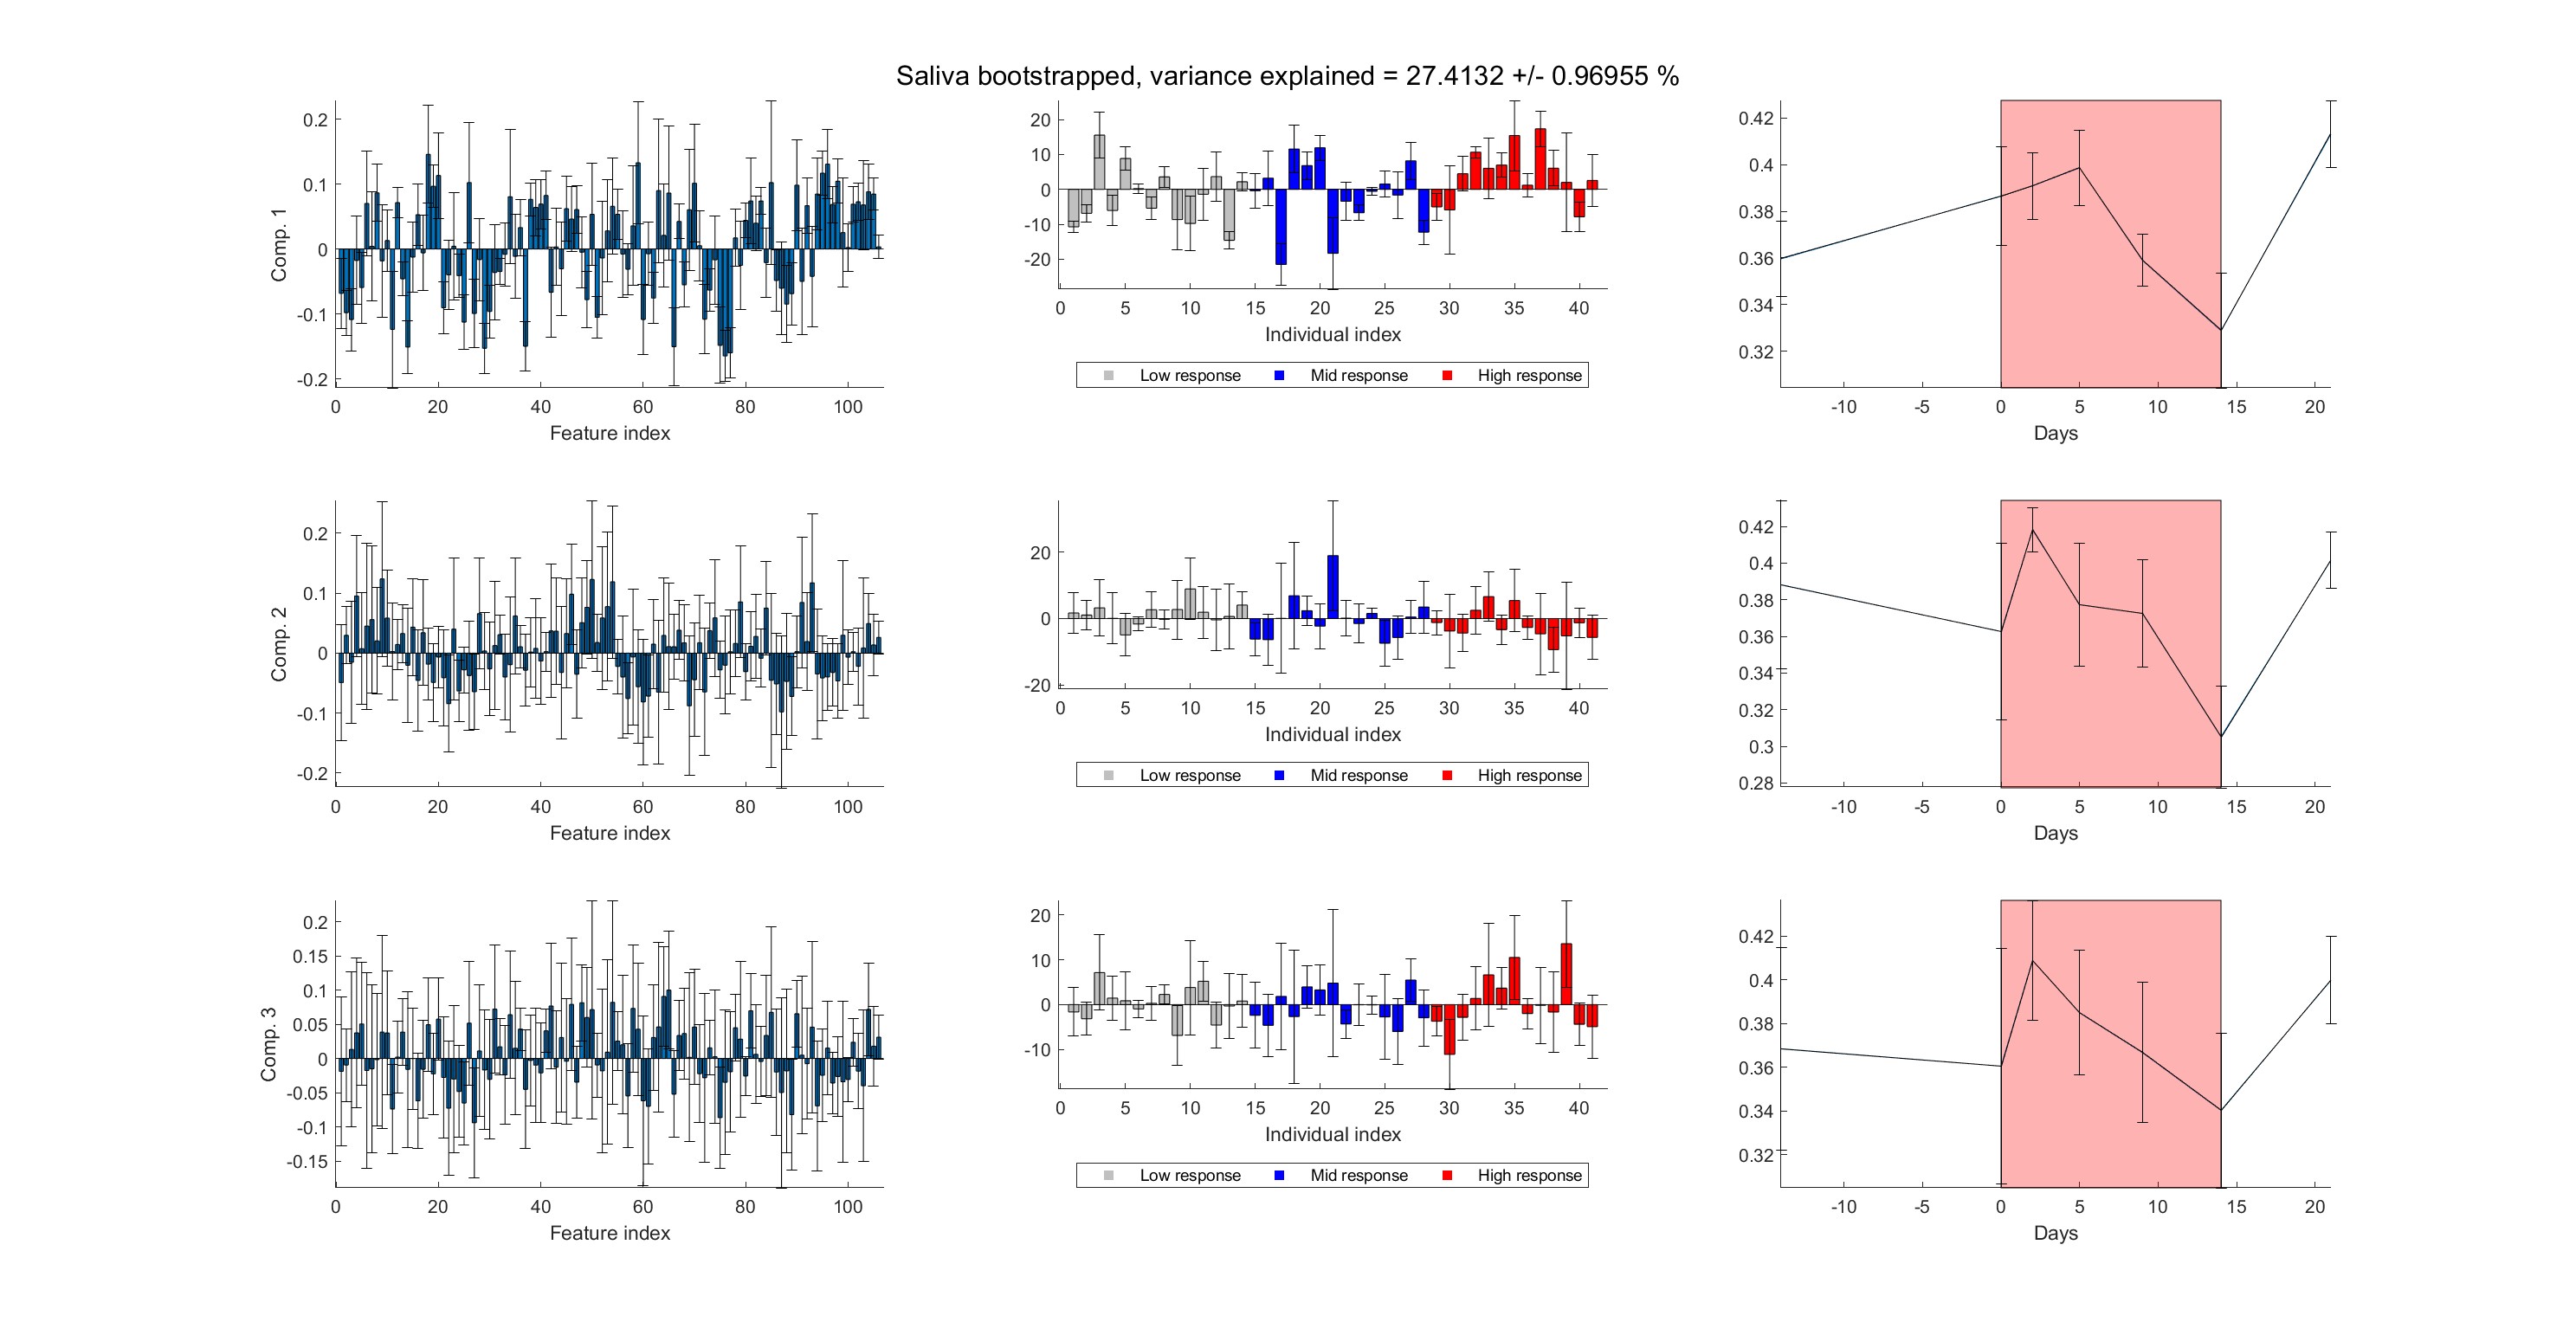 Saliva bootstrapped, variance explained = 27.4132 +/- 0.96955 %
Comp. 1
0.2
0.1
0
-0.1
-0.2
0 20 40 60 80 100
Feature index
20
10
0
-10
-20
0 5 10 15 20 25 30 35 40
Individual index
Low response Mid response High response
0.42
0.4
0.38
0.36
0.34
0.32
-10 -5 0 5 10 15 20
Days
Comp. 2
0.2
0.1
0
-0.1
-0.2
0 20 40 60 80 100
Feature index
20
0
-20
0 5 10 15 20 25 30 35 40
Individual index
Low response Mid response High response
0.42
0.4
0.38
0.36
0.34
0.32
0.3
0.28
-10 -5 0 5 10 15 20
Days
Comp. 3
0.2
0.15
0.1
0.05
0
-0.05
-0.1
-0.15
0 20 40 60 80 100
Feature index
20
10
0
-10
0 5 10 15 20 25 30 35 40
Individual index
Low response Mid response High response
0.42
0.4
0.38
0.36
0.34
0.32
-10 -5 0 5 10 15 20
Days